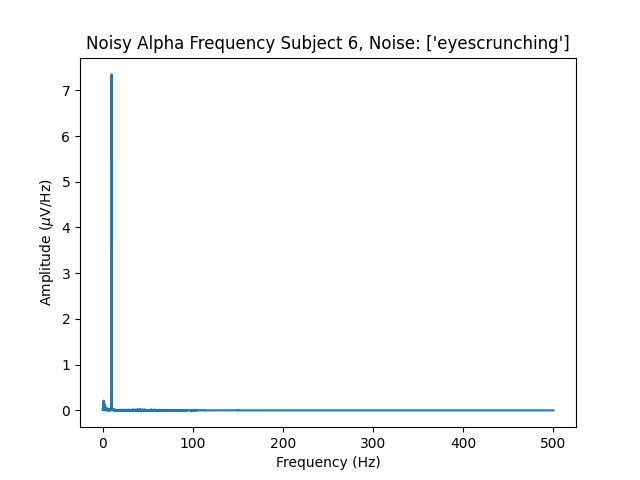 Noisy Alpha Frequency Subject 6, Noise: ['eyescrunching']
7
6
5
4
3
2
1
0
Amplitude (μV/Hz)
0 100 200 300 400 500
Frequency (Hz)